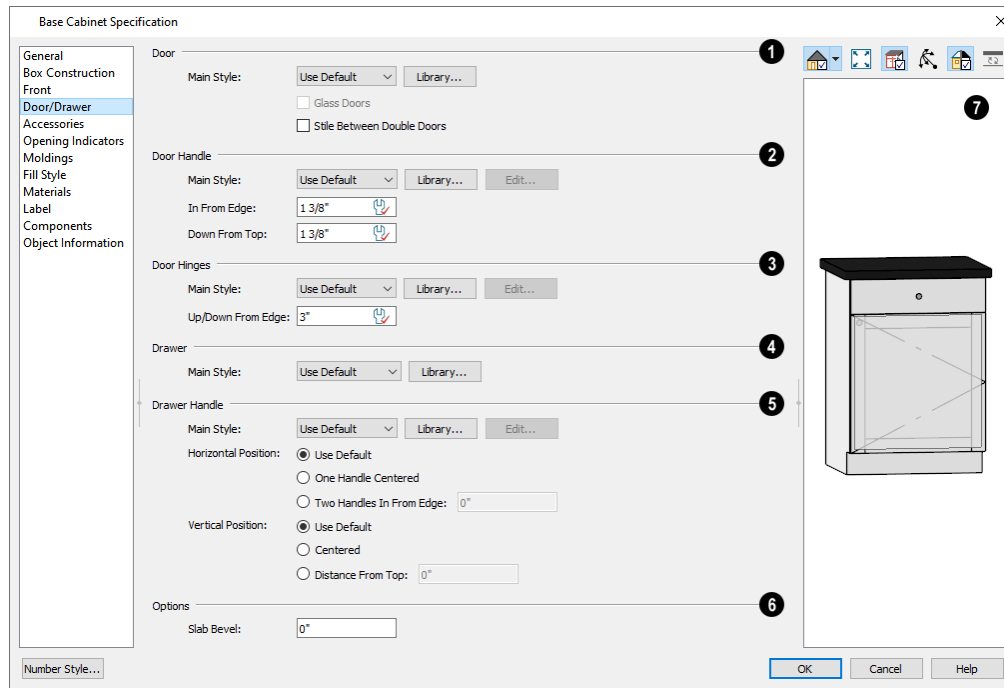 Base Cabinet Specification
General
Box Construction
Front
Door/Drawer
Accessories
Opening Indicators
Moldings
Fill Style
Materials
Label
Components
Object Information
Door
1
Main Style: Use Default Library...
Glass Doors
Stile Between Double Doors
Door Handle
2
Main Style: Use Default Library... Edit...
In From Edge: 1 3/8"
Down From Top: 1 3/8"
Door Hinges
3
Main Style: Use Default Library... Edit...
Up/Down From Edge: 3"
Drawer
4
Main Style: Use Default Library...
Drawer Handle
5
Main Style: Use Default Library... Edit...
Horizontal Position: Use Default
One Handle Centered
Two Handles In From Edge: 0"
Vertical Position: Use Default
Centered
Distance From Top: 0"
Options
6
Slab Bevel: 0"
7
Number Style... OK Cancel Help